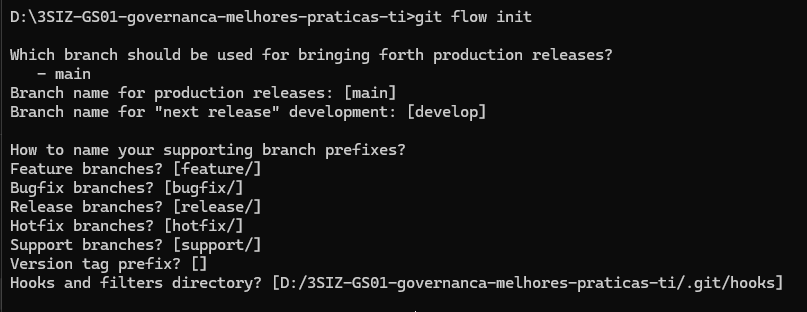 D:\3SIZ-GS01-governanca-melhores-praticas-ti>git flow init
Which branch should be used for bringing forth production releases?
- main
Branch name for production releases: [main]
Branch name for "next release" development: [develop]
How to name your supporting branch prefixes?
Feature branches? [feature/]
Bugfix branches? [bugfix/]
Release branches? [release/]
Hotfix branches? [hotfix/]
Support branches? [support/]
Version tag prefix? []
Hooks and filters directory? [D:/3SIZ-GS01-governanca-melhores-praticas-ti/.git/hooks]